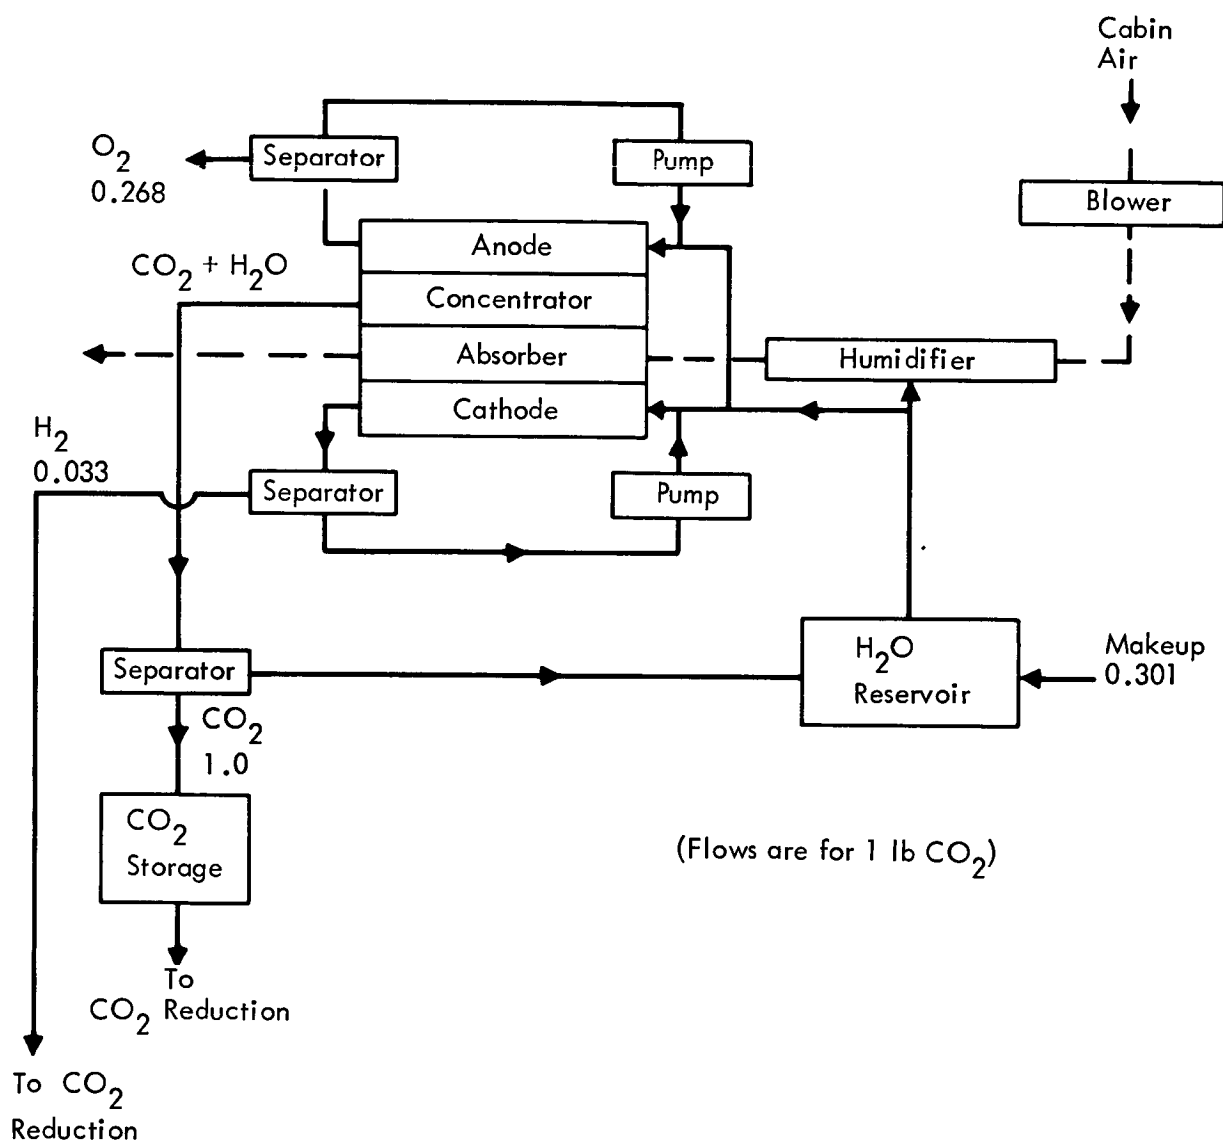 Cabin
Air
O2
0.268
Separator
Pump
Blower
Anode
CO2 + H2O
Concentrator
Absorber
Humidifier
Cathode
H2
0.033
Separator
Pump
Separator
H2O
Reservoir
Makeup
0.301
CO2
1.0
CO2
Storage
(Flows are for 1 lb CO2)
To
CO2 Reduction
To CO2
Reduction